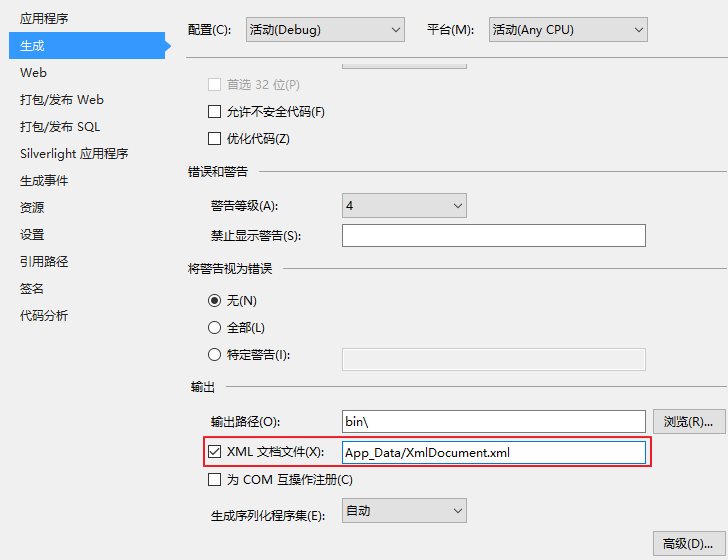 应用程序
生成
Web
打包/发布 Web
打包/发布 SQL
Silverlight 应用程序
生成事件
资源
设置
引用路径
签名
代码分析
配置(C): 活动(Debug) 平台(M): 活动(Any CPU)
首选 32 位(P)
允许不安全代码(F)
优化代码(Z)
错误和警告
警告等级(A): 4
禁止显示警告(S):
将警告视为错误
无(N)
全部(L)
特定警告(I):
输出
输出路径(O): bin\ 浏览(R)...
XML 文档文件(X): App_Data/XmlDocument.xml
为 COM 互操作注册(C)
生成序列化程序集(E): 自动
高级(D)...